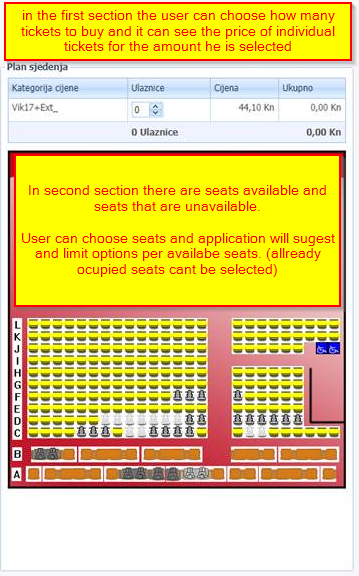 in the first section the user can choose how many
tickets to buy and it can see the price of individual
tickets for the amount he is selected
Plan sjedenja
Kategorija cijene Ulaznice Cijena Ukupno
Vik17+Ext_ 0 44,10 Kn 0,00 Kn
0 Ulaznice 0,00 Kn
In second section there are seats available and
seats that are unavailable.
User can choose seats and application will sugest
and limit options per availabe seats. (allready
ocupied seats cant be selected)
L
K
J
I
H
G
F
E
D
C
B
A